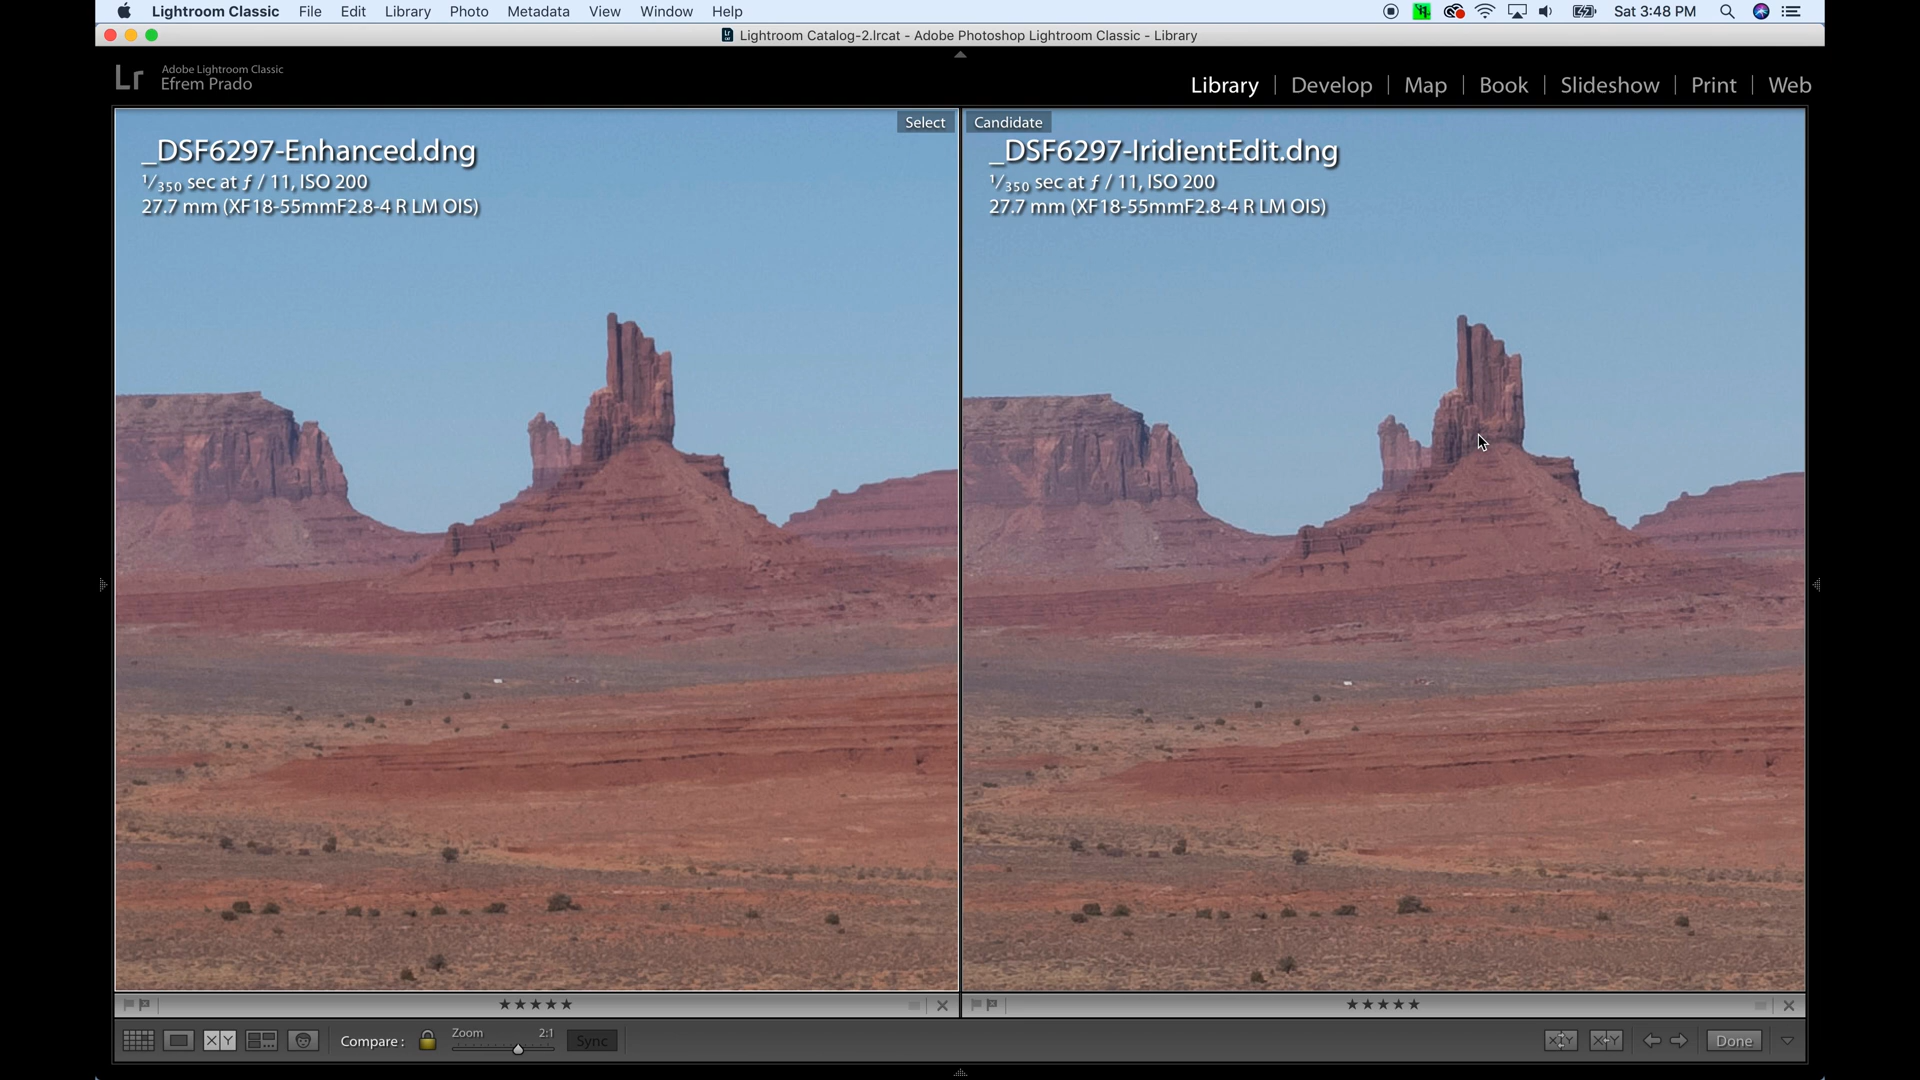 Lightroom Classic File Edit Library Photo Metadata View Window Help Sat 3:48 PM
Lightroom Catalog-2.lrcat - Adobe Photoshop Lightroom Classic - Library
Lr Adobe Lightroom Classic
Efrem Prado
Library | Develop | Map | Book | Slideshow | Print | Web
Select
_DSF6297-Enhanced.dng
1/350 sec at ƒ / 11, ISO 200
27.7 mm (XF18-55mmF2.8-4 R LM OIS)
Candidate
_DSF6297-IridientEdit.dng
1/350 sec at ƒ / 11, ISO 200
27.7 mm (XF18-55mmF2.8-4 R LM OIS)
XY Compare : Zoom 2:1 Sync X Y X Y Done